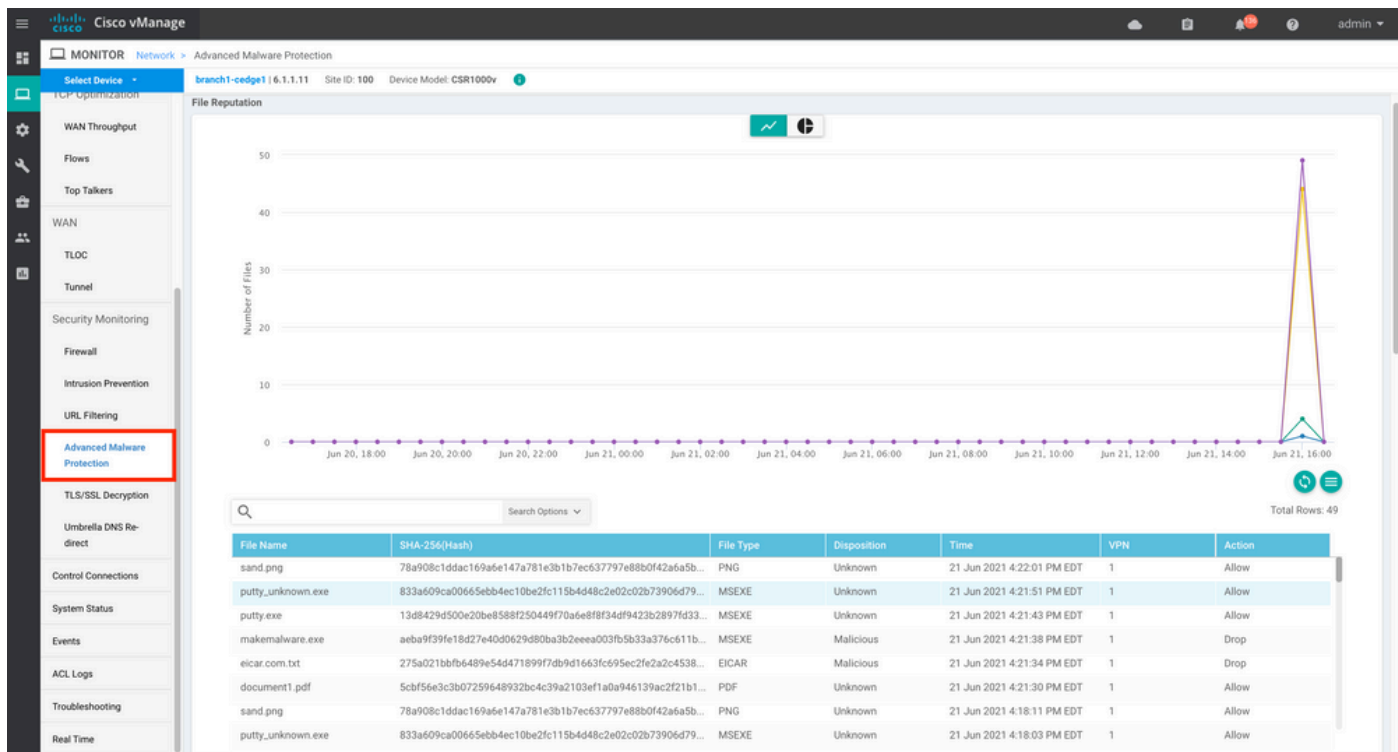 cisco Cisco vManage
136
admin
MONITOR Network > Advanced Malware Protection
Select Device
branch1-cedge1 | 6.1.1.11 Site ID: 100 Device Model: CSR1000v
TCP Optimization
WAN Throughput
Flows
Top Talkers
WAN
TLOC
Tunnel
Security Monitoring
Firewall
Intrusion Prevention
URL Filtering
Advanced Malware
Protection
TLS/SSL Decryption
Umbrella DNS Re-
direct
Control Connections
System Status
Events
ACL Logs
Troubleshooting
Real Time
File Reputation
Number of Files
50
40
30
20
10
0
Jun 20, 18:00 Jun 20, 20:00 Jun 20, 22:00 Jun 21, 00:00 Jun 21, 02:00 Jun 21, 04:00 Jun 21, 06:00 Jun 21, 08:00 Jun 21, 10:00 Jun 21, 12:00 Jun 21, 14:00 Jun 21, 16:00
Search Options
Total Rows: 49
File Name SHA-256(Hash) File Type Disposition Time VPN Action
sand.png 78a908c1ddac169a6e147a781e3b1b7ec637797e88b0f42a6a5b... PNG Unknown 21 Jun 2021 4:22:01 PM EDT 1 Allow
putty_unknown.exe 833a609ca00665ebb4ec10be2fc115b4d48c2e02c02b73906d79... MSEXE Unknown 21 Jun 2021 4:21:51 PM EDT 1 Allow
putty.exe 13d8429d500e20be8588f250449f70a6e8f8f34df9423b2897fd33... MSEXE Unknown 21 Jun 2021 4:21:43 PM EDT 1 Allow
makemalware.exe aeba9f39fe18d27e40d0629d80ba3b2eeea003fb5b33a376c611b... MSEXE Malicious 21 Jun 2021 4:21:38 PM EDT 1 Drop
eicar.com.txt 275a021bbfb6489e54d471899f7db9d1663fc695ec2fe2a2c4538... EICAR Malicious 21 Jun 2021 4:21:34 PM EDT 1 Drop
document1.pdf 5cbf56e3c3b07259648932bc4c39a2103ef1a0a946139ac2f21b1... PDF Unknown 21 Jun 2021 4:21:30 PM EDT 1 Allow
sand.png 78a908c1ddac169a6e147a781e3b1b7ec637797e88b0f42a6a5b... PNG Unknown 21 Jun 2021 4:18:11 PM EDT 1 Allow
putty_unknown.exe 833a609ca00665ebb4ec10be2fc115b4d48c2e02c02b73906d79... MSEXE Unknown 21 Jun 2021 4:18:03 PM EDT 1 Allow